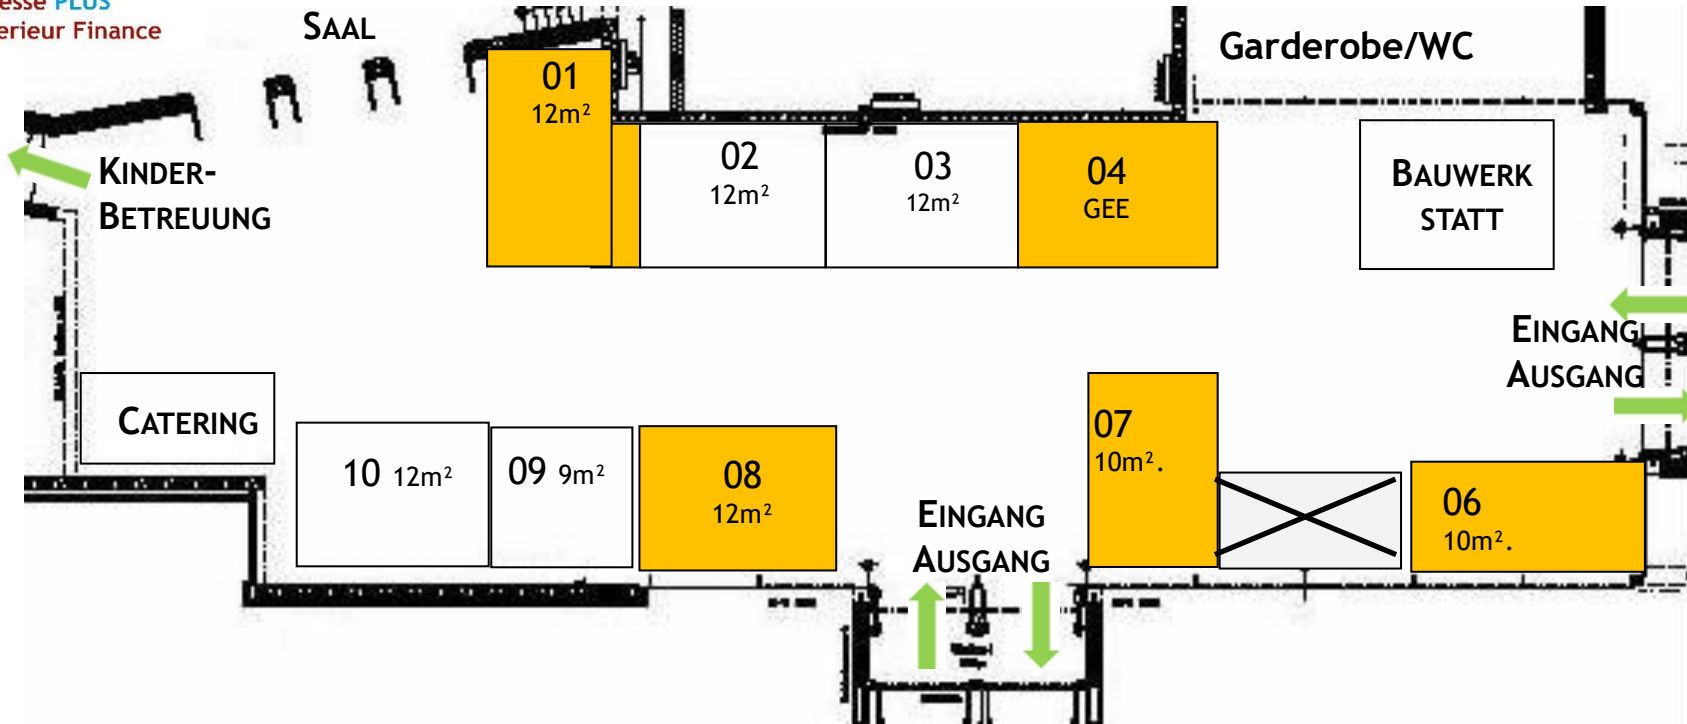 PLUS
erieur Finance
SAAL
Garderobe/WC
01
12m²
02
12m²
03
12m²
04
GEE
BAUWERK
STATT
KINDER-
BETREUUNG
EINGANG
AUSGANG
CATERING
10 12m²
09 9m²
08
12m²
07
10m².
06
10m².
EINGANG
AUSGANG